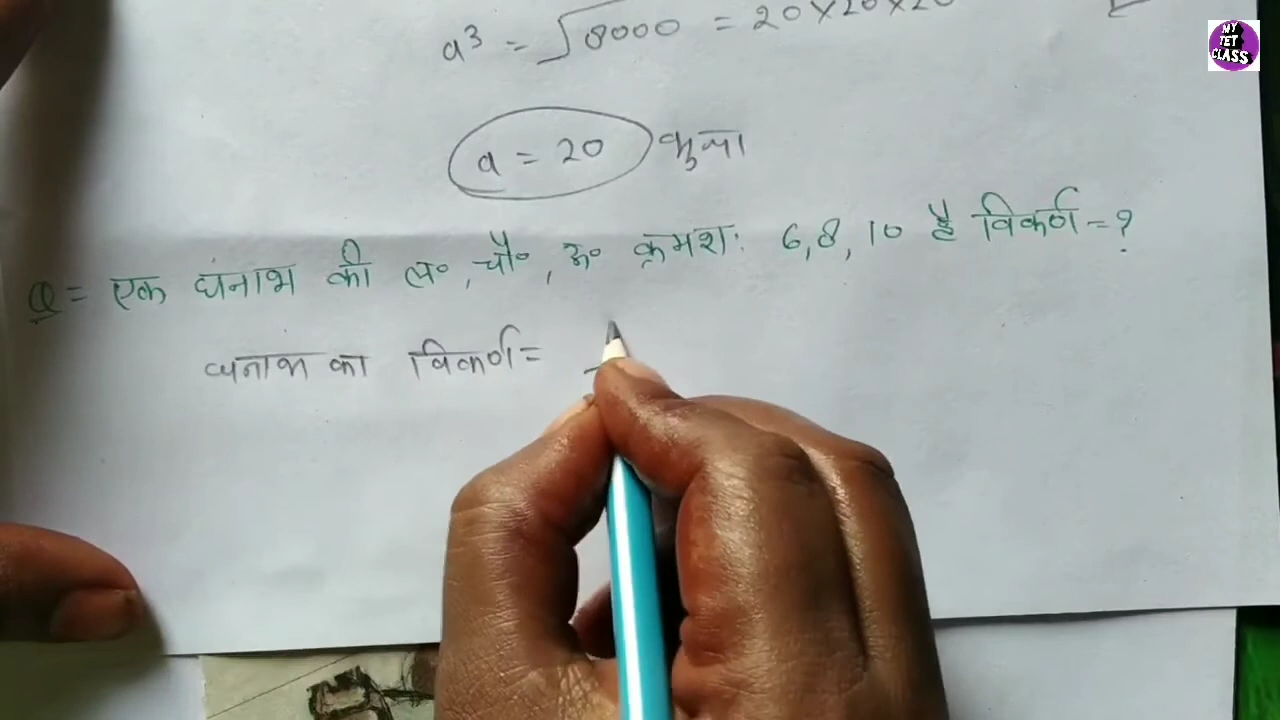 a³ = √8000 = 20×20×20
a = 20 भुजा
Q = एक घनाभ की ल०, चौ०, ऊ० क्रमशः 6, 8, 10 है विकर्ण = ?
घनाभ का विकर्ण =
MY TET CLASS